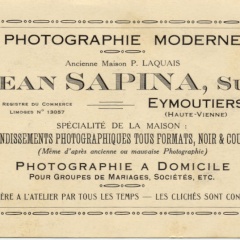 PHOTOGRAPHIE MODERNE
Ancienne Maison P. LAQUAIS
EAN SAPINA, Su
REGISTRE DU COMMERCE
LIMOGES N° 13087
EYMOUTIERS
(HAUTE-VIENNE)
SPÉCIALITÉ DE LA MAISON :
NDISSEMENTS PHOTOGRAPHIQUES TOUS FORMATS, NOIR & COU
(Même d'après ancienne ou mauvaise Photographie)
PHOTOGRAPHIE A DOMICILE
POUR GROUPES DE MARIAGES, SOCIÉTÉS, ETC.
ÈRE A L'ATELIER PAR TOUS LES TEMPS — LES CLICHÉS SONT CON